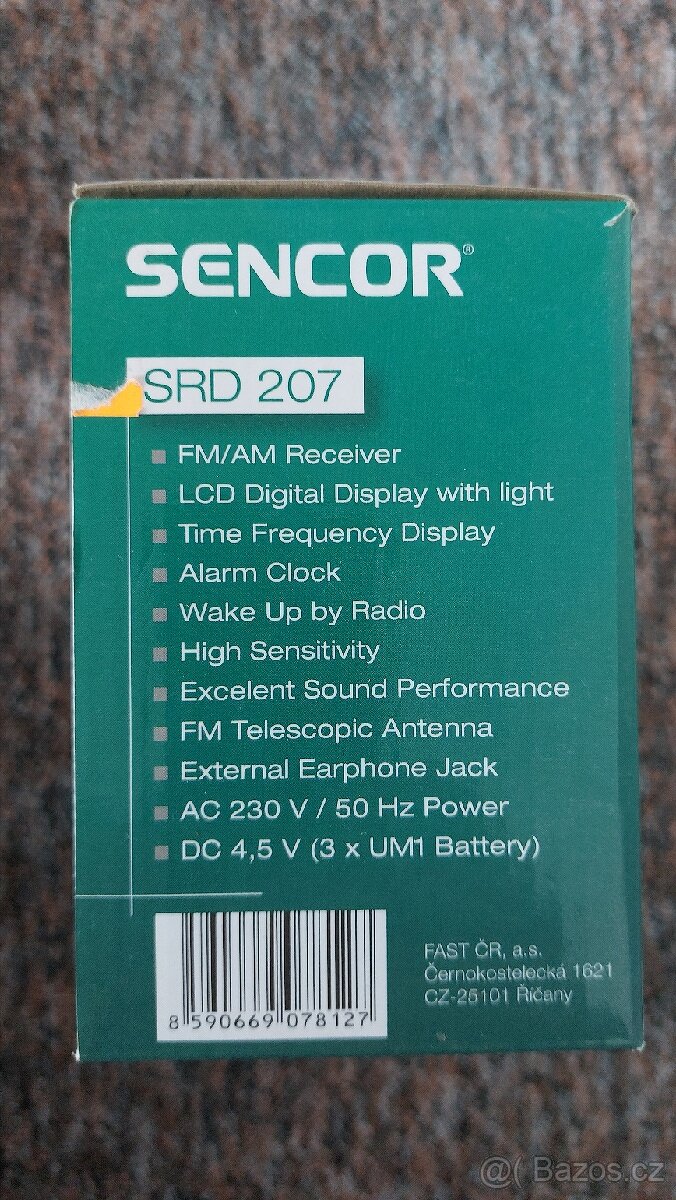 SENCOR®
SRD 207
FM/AM Receiver
LCD Digital Display with light
Time Frequency Display
Alarm Clock
Wake Up by Radio
High Sensitivity
Excelent Sound Performance
FM Telescopic Antenna
External Earphone Jack
AC 230 V / 50 Hz Power
DC 4,5 V (3 x UM1 Battery)
8 590669 078127
FAST ČR, a.s.
Černokostelecká 1621
CZ-25101 Říčany
@( Bazos.cz